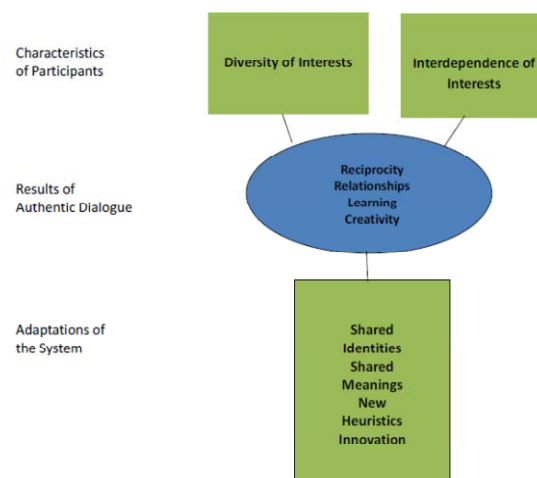 Characteristics
of Participants
Diversity of Interests
Interdependence of
Interests
Results of
Authentic Dialogue
Reciprocity
Relationships
Learning
Creativity
Adaptations of
the System
Shared
Identities
Shared
Meanings
New
Heuristics
Innovation